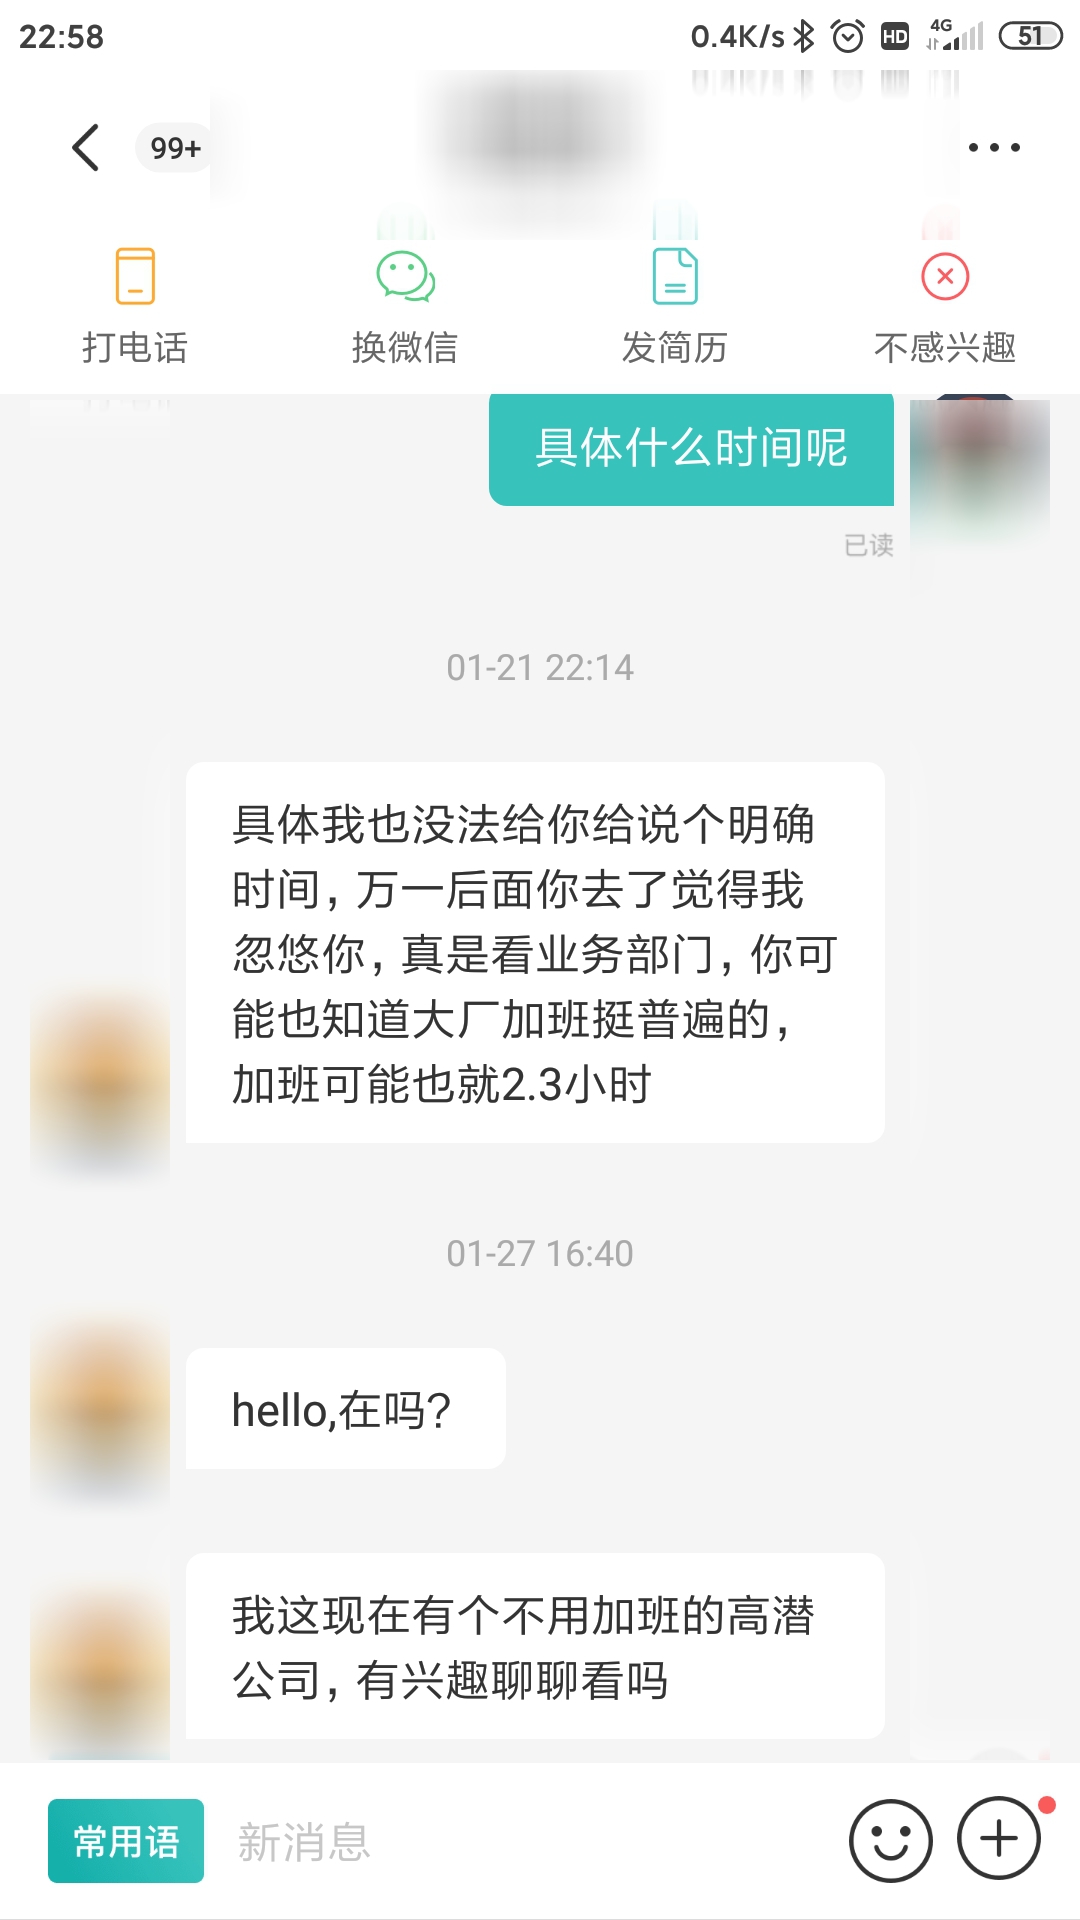 22:58
0.4K/s HD 4G 51
99+
打电话 换微信 发简历 不感兴趣
具体什么时间呢
已读
01-21 22:14
具体我也没法给你给说个明确
时间,万一后面你去了觉得我
忽悠你,真是看业务部门,你可
能也知道大厂加班挺普遍的,
加班可能也就2.3小时
01-27 16:40
hello,在吗?
我这现在有个不用加班的高潜
公司,有兴趣聊聊看吗
常用语 新消息